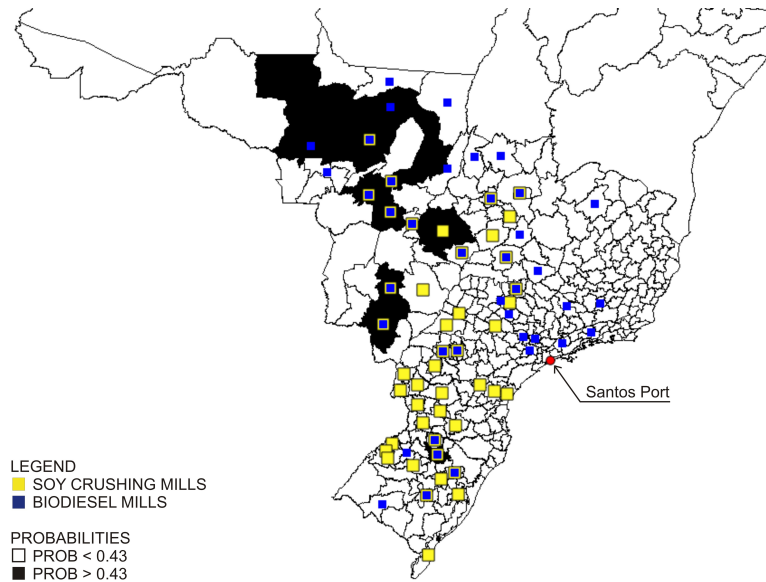 Santos Port
LEGEND
SOY CRUSHING MILLS
BIODIESEL MILLS
PROBABILITIES
PROB < 0.43
PROB > 0.43